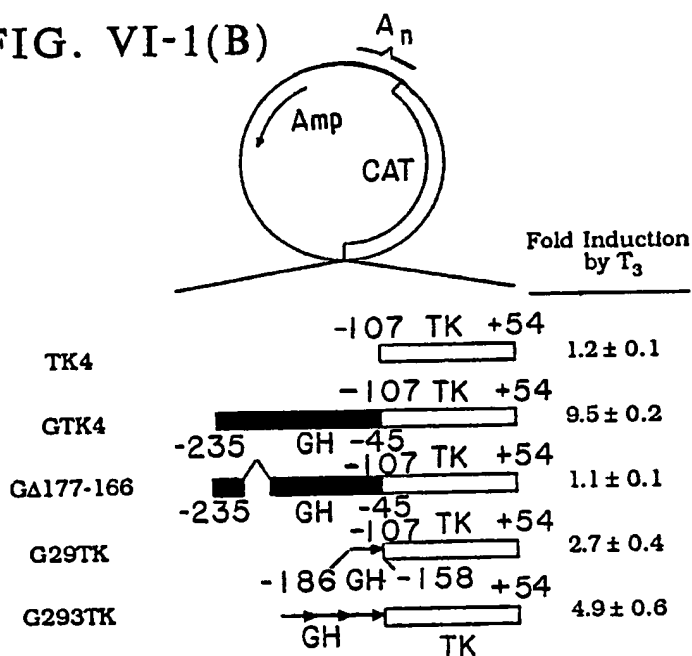 FIG. VI-1(B)
An
Amp
CAT
Fold Induction
by T3
-107 TK +54
TK4
1.2 ± 0.1
-107 TK +54
GTK4
9.5 ± 0.2
-235 GH -45
-107 TK +54
GΔ177-166
1.1 ± 0.1
-235 GH -45
-107 TK +54
G29TK
2.7 ± 0.4
-186 GH -158 +54
G293TK
4.9 ± 0.6
GH TK